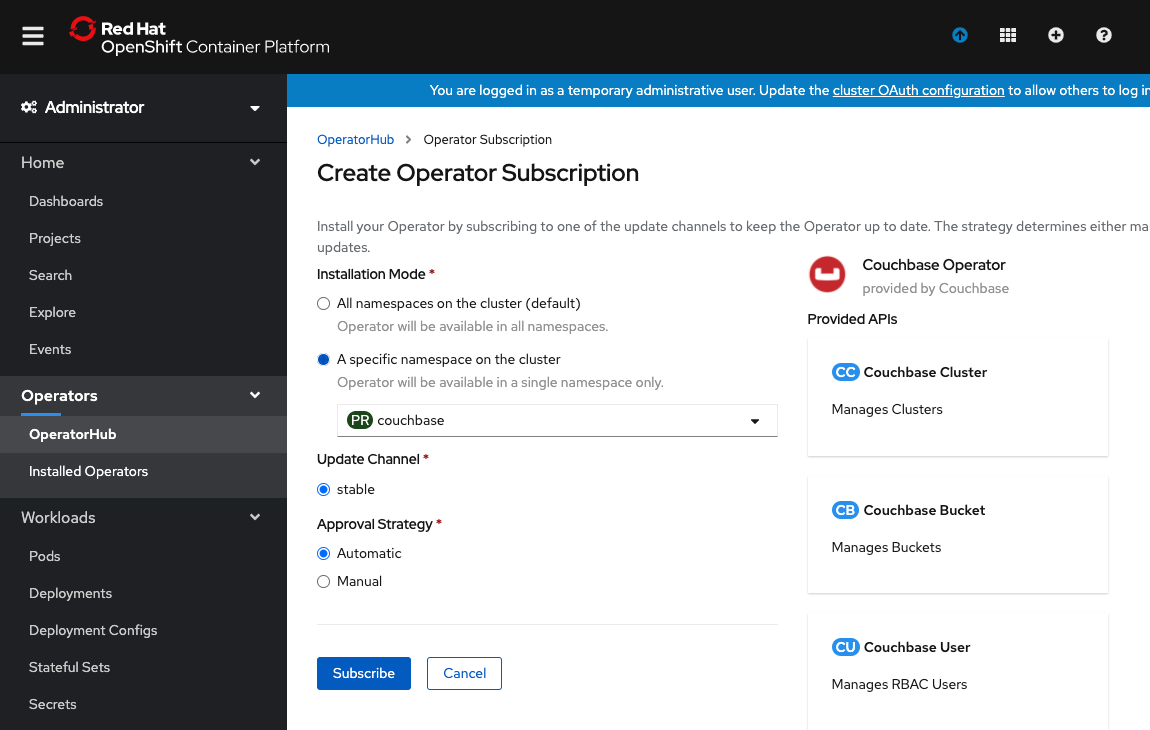 Red Hat
OpenShift Container Platform
Administrator
Home
Dashboards
Projects
Search
Explore
Events
Operators
OperatorHub
Installed Operators
Workloads
Pods
Deployments
Deployment Configs
Stateful Sets
Secrets
You are logged in as a temporary administrative user. Update the cluster OAuth configuration to allow others to log in
OperatorHub > Operator Subscription
Create Operator Subscription
Install your Operator by subscribing to one of the update channels to keep the Operator up to date. The strategy determines either ma
updates.
Installation Mode *
All namespaces on the cluster (default)
Operator will be available in all namespaces.
A specific namespace on the cluster
Operator will be available in a single namespace only.
PR couchbase
Update Channel *
stable
Approval Strategy *
Automatic
Manual
Subscribe
Cancel
Couchbase Operator
provided by Couchbase
Provided APIs
CC Couchbase Cluster
Manages Clusters
CB Couchbase Bucket
Manages Buckets
CU Couchbase User
Manages RBAC Users